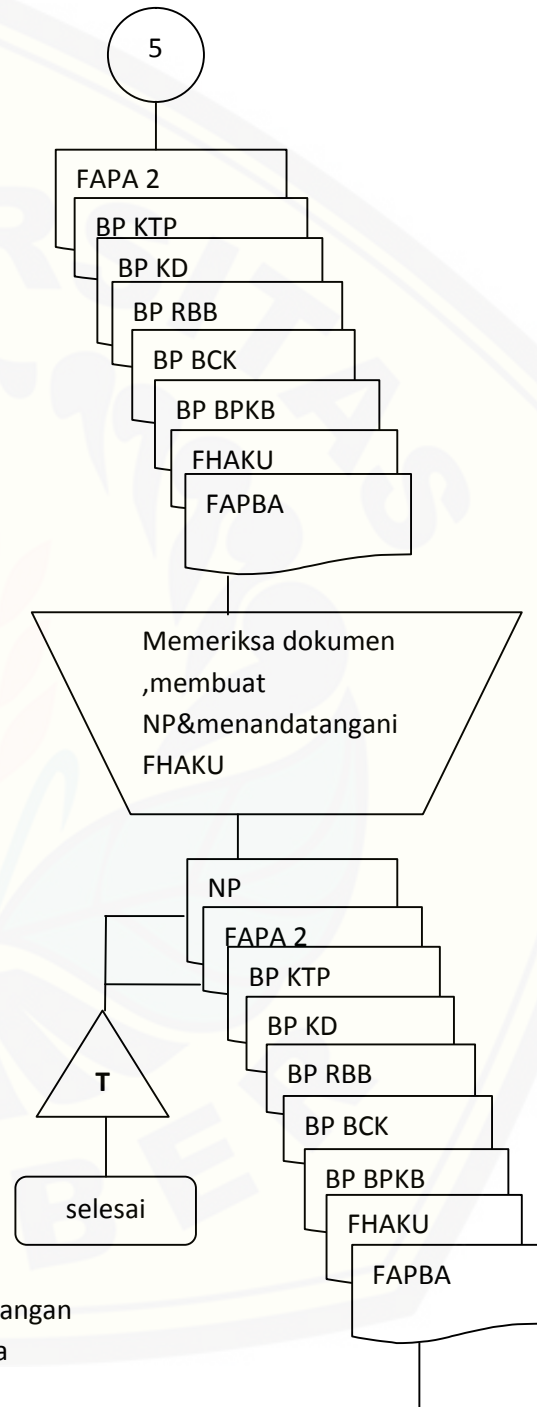 5
FAPA 2
BP KTP
BP KD
BP RBB
BP BCK
BP BPKB
FHAKU
FAPBA
Memeriksa dokumen
,membuat
NP&menandatangani
FHAKU
NP
FAPA 2
BP KTP
BP KD
BP RBB
BP BCK
BP BPKB
FHAKU
FAPBA
T
selesai
angan
a